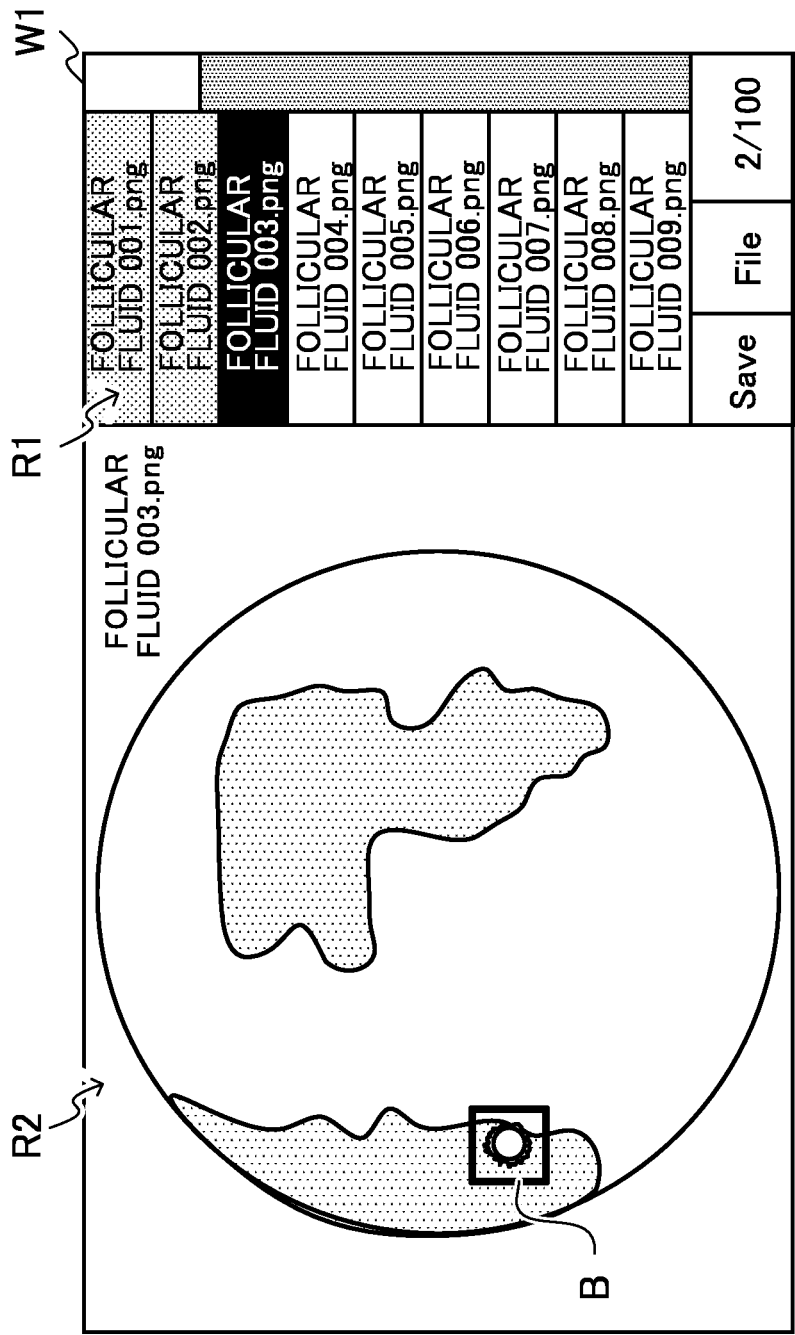 W1
R1
R2
FOLLICULAR
FLUID 003.png
FOLLICULAR
FLUID 001.png
FOLLICULAR
FLUID 002.png
FOLLICULAR
FLUID 003.png
FOLLICULAR
FLUID 004.png
FOLLICULAR
FLUID 005.png
FOLLICULAR
FLUID 006.png
FOLLICULAR
FLUID 007.png
FOLLICULAR
FLUID 008.png
FOLLICULAR
FLUID 009.png
Save
File
2/100
B